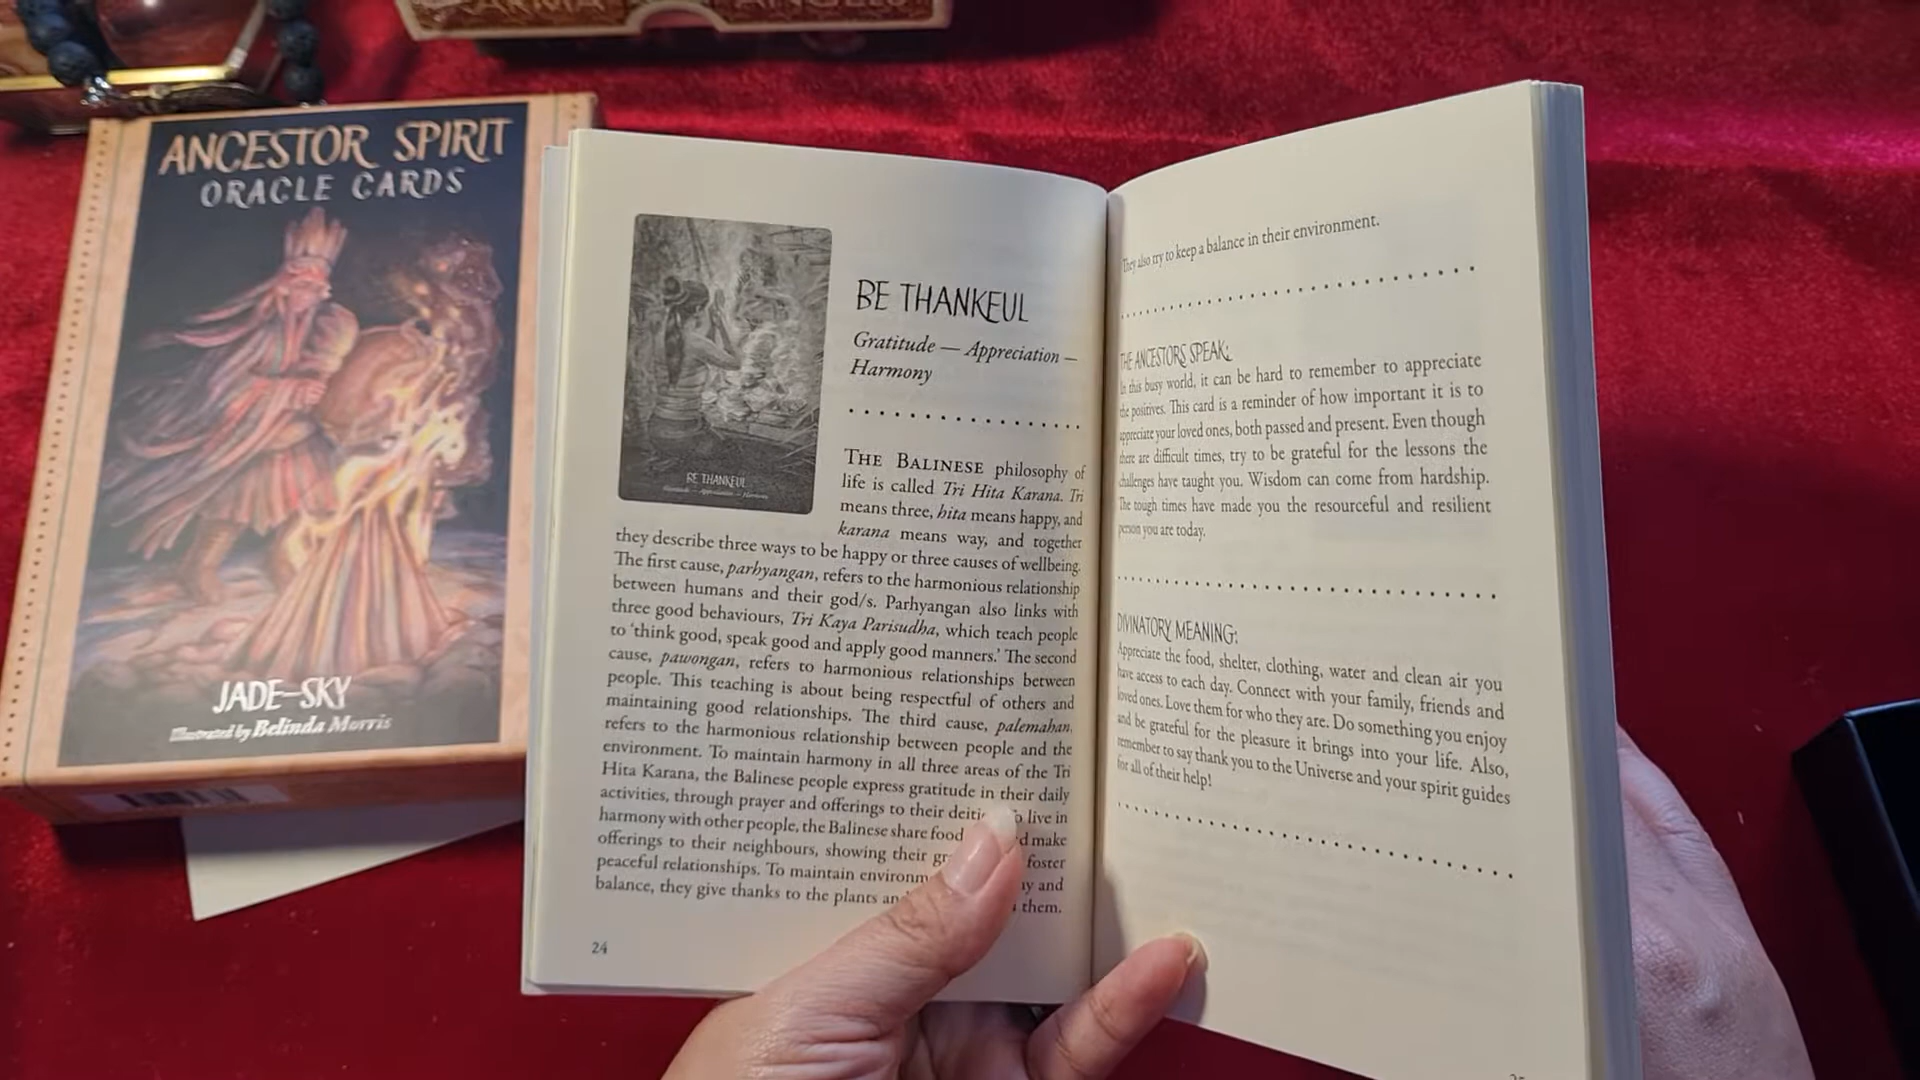 KARMA ANGELS
ANCESTOR SPIRIT
ORACLE CARDS
JADE-SKY
Illustrated by Belinda Morris
BE THANKFUL
Gratitude — Appreciation — Harmony
BE THANKFUL
Gratitude — Appreciation —
Harmony
THE BALINESE philosophy of
life is called Tri Hita Karana. Tri
means three, hita means happy, and
karana means way, and together
they describe three ways to be happy or three causes of wellbeing.
The first cause, parhyangan, refers to the harmonious relationship
between humans and their god/s. Parhyangan also links with
three good behaviours, Tri Kaya Parisudha, which teach people
to ‘think good, speak good and apply good manners.’ The second
cause, pawongan, refers to harmonious relationships between
people. This teaching is about being respectful of others and
maintaining good relationships. The third cause, palemahan,
refers to the harmonious relationship between people and the
environment. To maintain harmony in all three areas of the Tri
Hita Karana, the Balinese people express gratitude in their daily
activities, through prayer and offerings to their live in
harmony with other people, the Balinese share food make
offerings to their neighbours, showing their foster
peaceful relationships. To maintain and
balance, they give thanks to the plants them.
24
They also try to keep a balance in their environment.
THE ANCESTORS SPEAK:
In this busy world, it can be hard to remember to appreciate
the positives. This card is a reminder of how important it is to
appreciate your loved ones, both passed and present. Even though
there are difficult times, try to be grateful for the lessons the
challenges have taught you. Wisdom can come from hardship.
The tough times have made you the resourceful and resilient
person you are today.
DIVINATORY MEANING:
Appreciate the food, shelter, clothing, water and clean air you
have access to each day. Connect with your family, friends and
loved ones. Love them for who they are. Do something you enjoy
and be grateful for the pleasure it brings into your life. Also,
remember to say thank you to the Universe and your spirit guides
for all of their help!